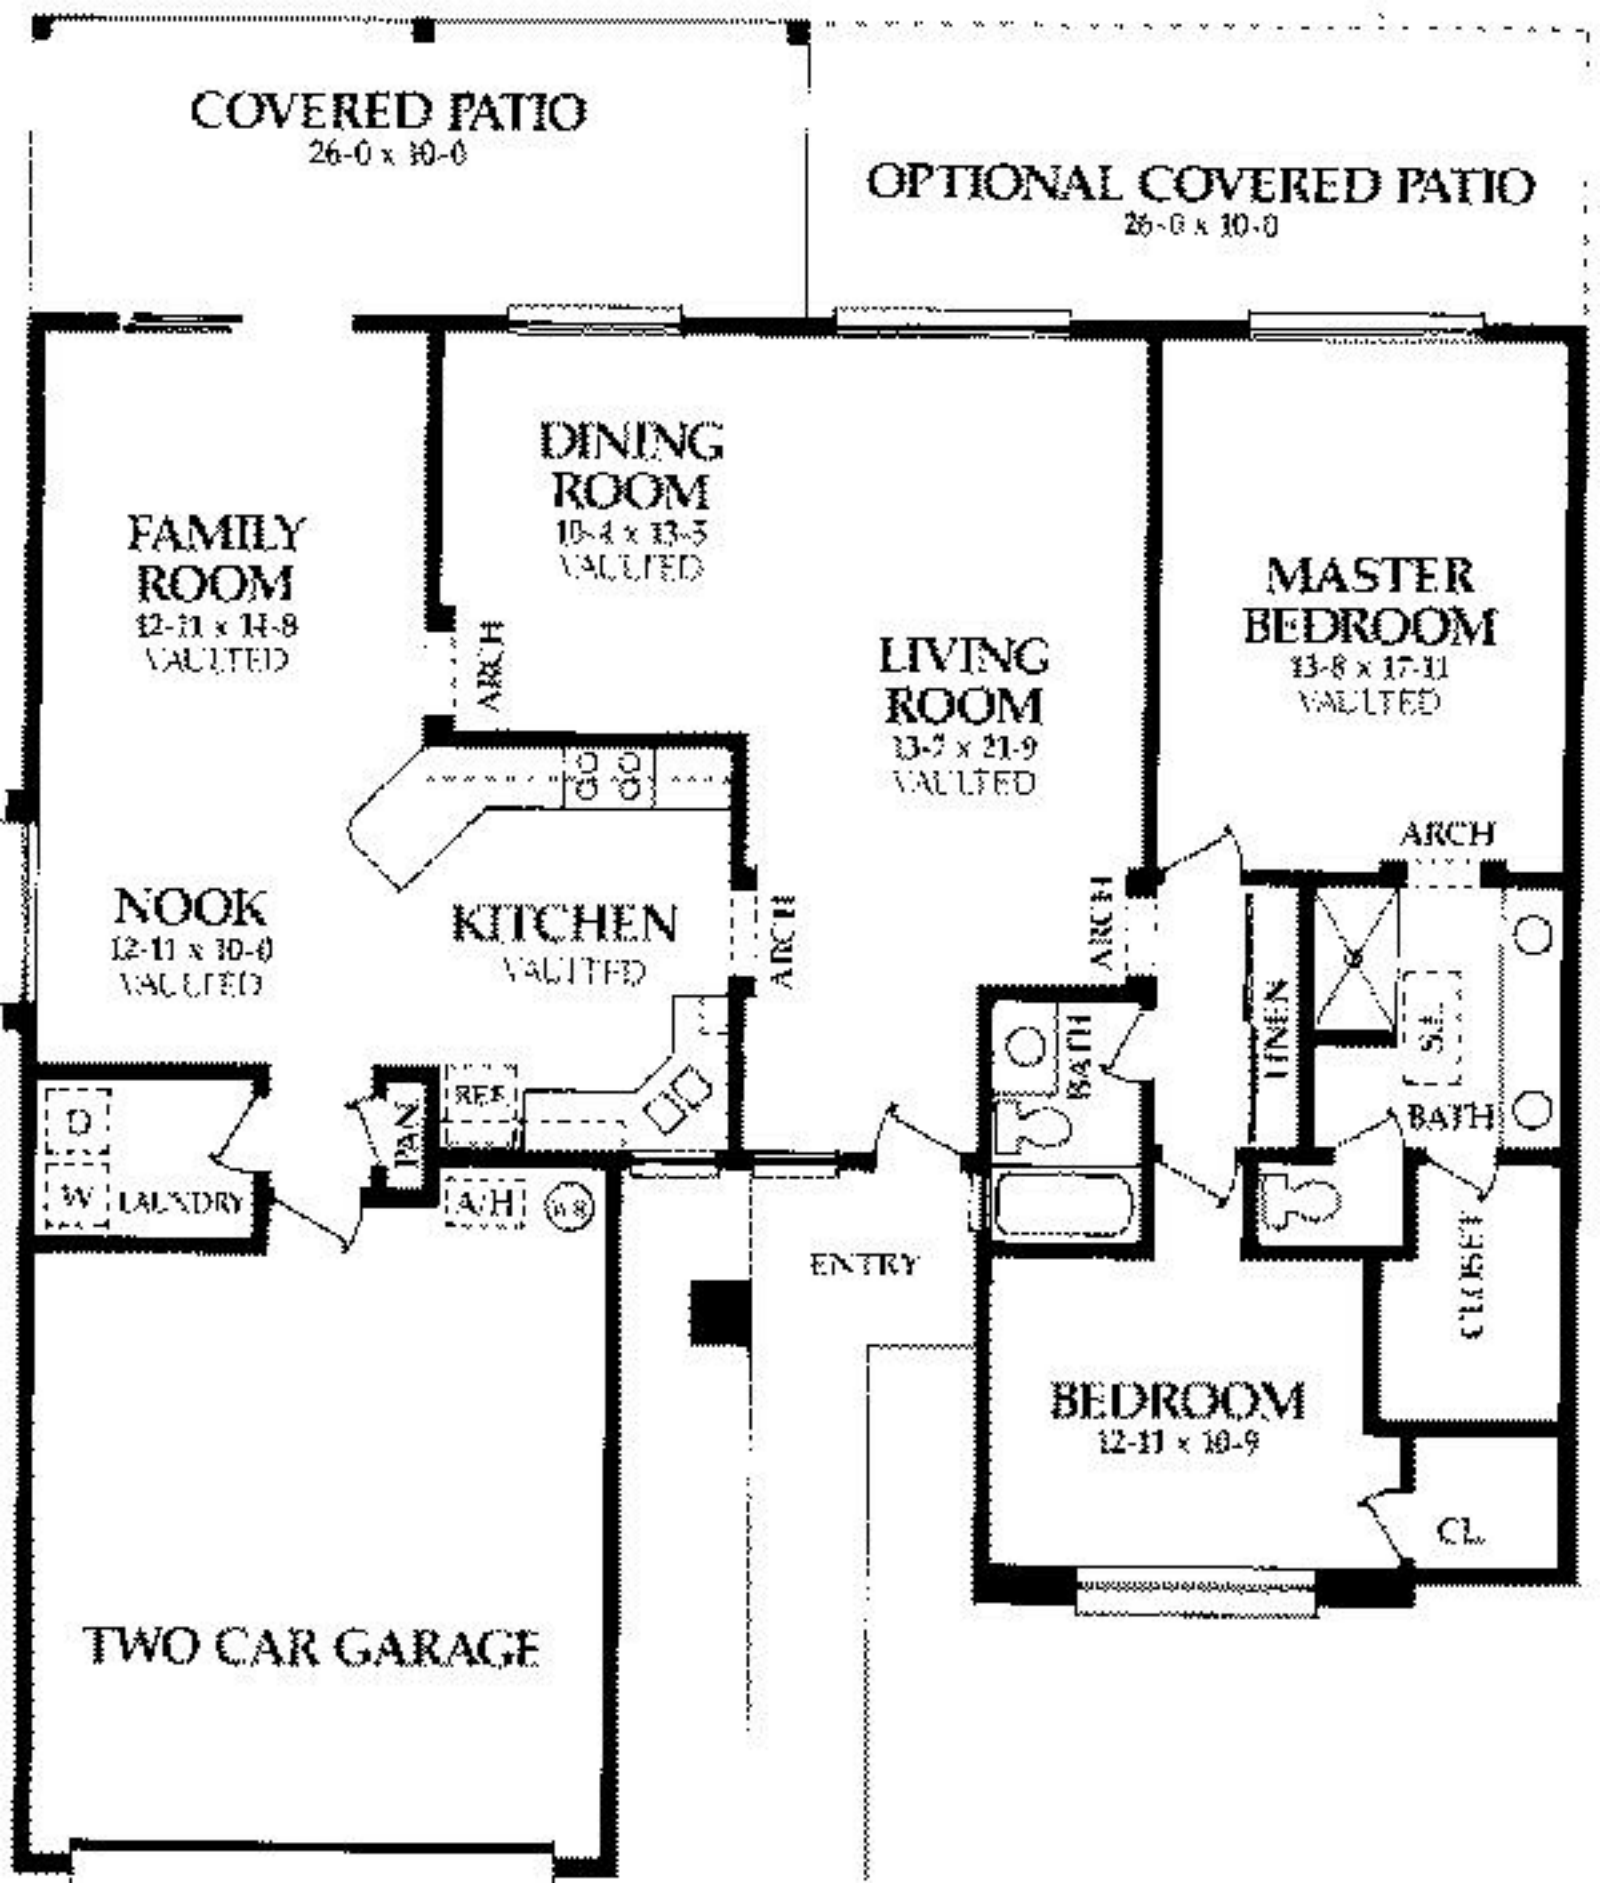 COVERED PATIO
26-0 x 10-0
OPTIONAL COVERED PATIO
26-0 x 10-0
DINING
ROOM
10-4 x 13-5
VAULTED
FAMILY
ROOM
12-11 x 14-8
VAULTED
ARCH
LIVING
ROOM
13-7 x 21-9
VAULTED
MASTER
BEDROOM
13-8 x 17-11
VAULTED
ARCH
NOOK
12-11 x 10-0
VAULTED
KITCHEN
VAULTED
ARCH
ARCH
LINEN
BATH
BATH
D
W
LAUNDRY
PAN
REF.
A/H
ENTRY
CLOSET
BEDROOM
12-11 x 10-9
CL.
TWO CAR GARAGE